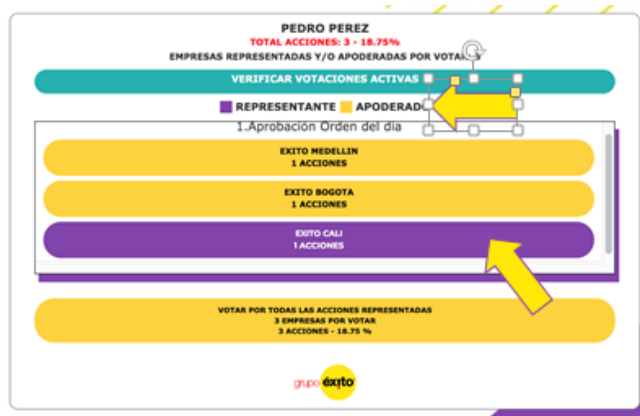 PEDRO PEREZ
TOTAL ACCIONES: 3 - 18.75%
EMPRESAS REPRESENTADAS Y/O APODERADAS POR
VERIFICAR VOTACIONES ACTIVAS
REPRESENTANTE APODERADO
1.Aprobación Orden del día
EXITO MEDELLIN
1 ACCIONES
EXITO BOGOTA
1 ACCIONES
EXITO CALI
1 ACCIONES
VOTAR POR TODAS LAS ACCIONES REPRESENTADAS
3 EMPRESAS POR VOTAR
3 ACCIONES - 18.75 %
grupo éxito